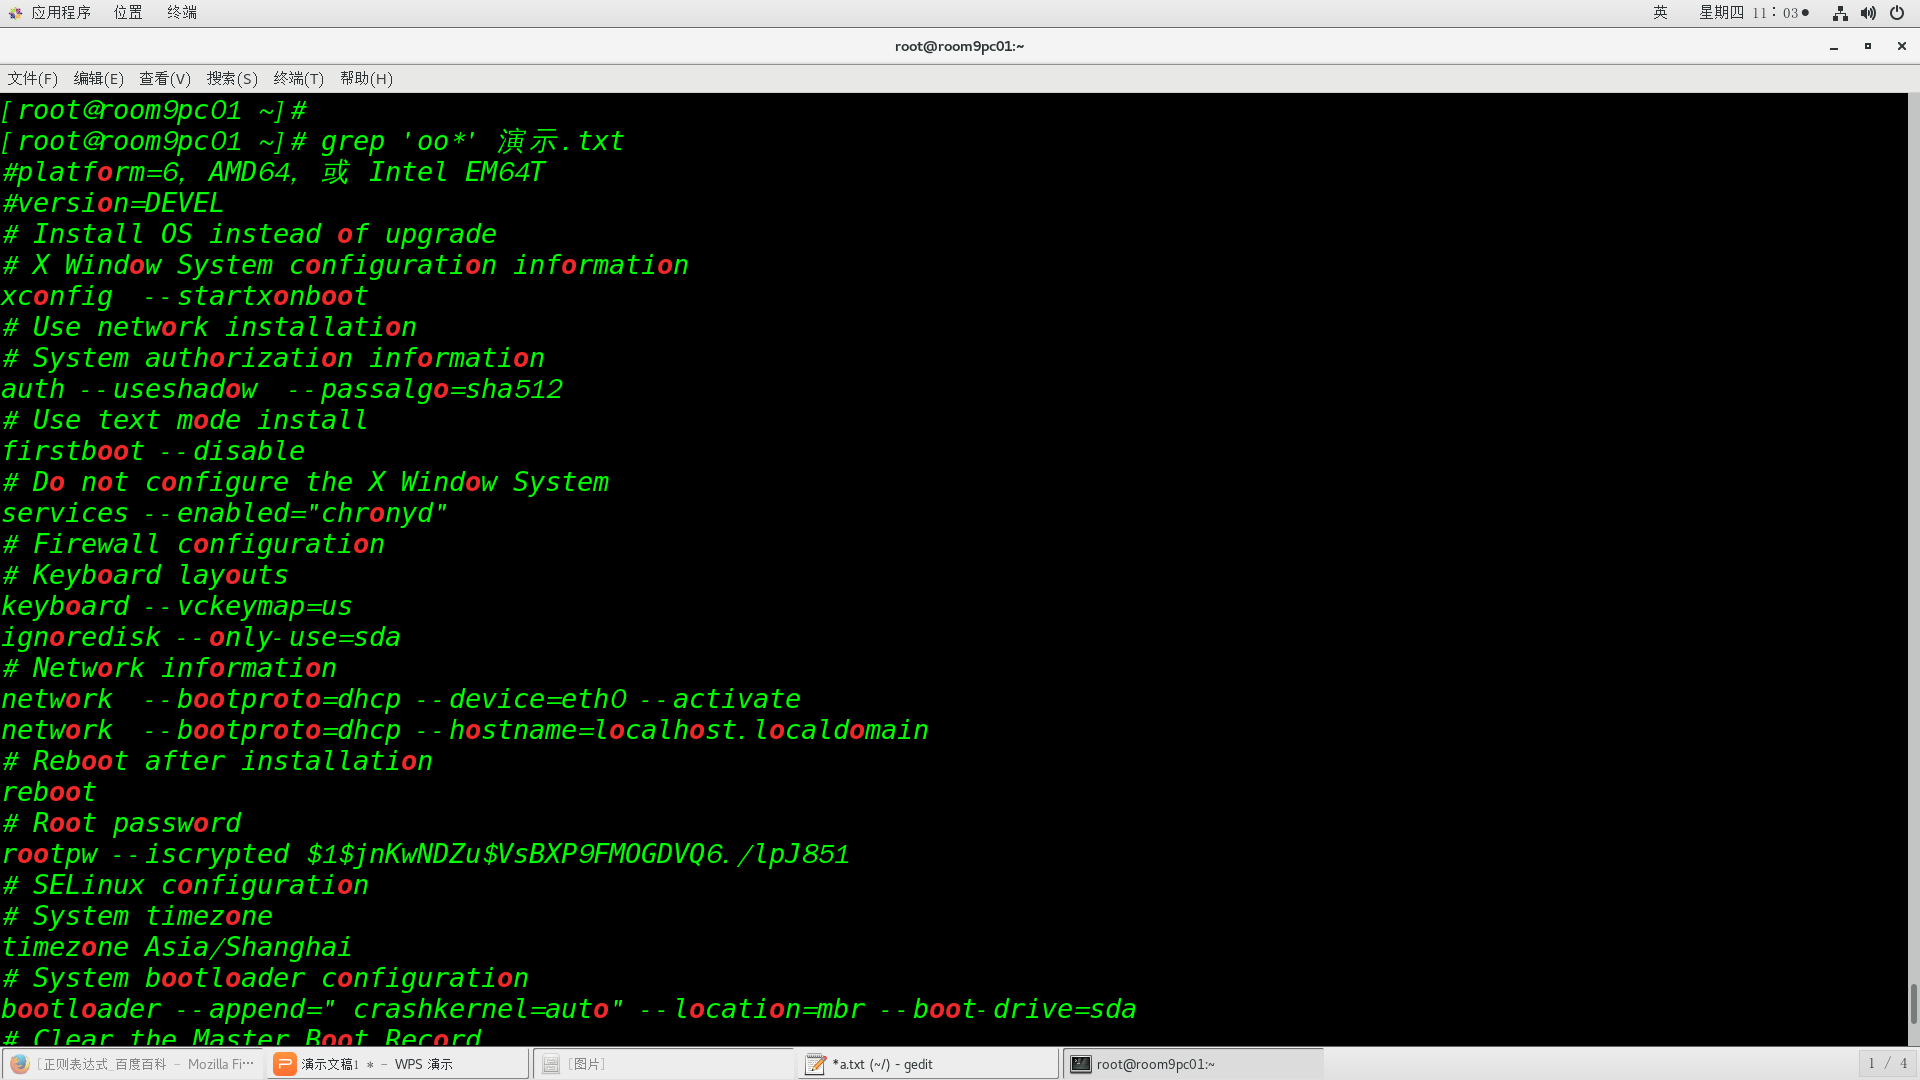 应用程序 位置 终端 英 星期四 11：03
root@room9pc01:~
文件(F) 编辑(E) 查看(V) 搜索(S) 终端(T) 帮助(H)
[root@room9pc01 ~]#
[root@room9pc01 ~]# grep 'oo*' 演示.txt
#platform=6, AMD64, 或 Intel EM64T
#version=DEVEL
# Install OS instead of upgrade
# X Window System configuration information
xconfig  --startxonboot
# Use network installation
# System authorization information
auth --useshadow  --passalgo=sha512
# Use text mode install
firstboot --disable
# Do not configure the X Window System
services --enabled="chronyd"
# Firewall configuration
# Keyboard layouts
keyboard --vckeymap=us
ignoredisk --only-use=sda
# Network information
network  --bootproto=dhcp --device=eth0 --activate
network  --bootproto=dhcp --hostname=localhost.localdomain
# Reboot after installation
reboot
# Root password
rootpw --iscrypted $1$jnKwNDZu$VsBXP9FMOGDVQ6./lpJ851
# SELinux configuration
# System timezone
timezone Asia/Shanghai
# System bootloader configuration
bootloader --append=" crashkernel=auto" --location=mbr --boot-drive=sda
# Clear the Master Boot Record
[正则表达式_百度百科 - Mozilla Fi… 演示文稿1 * - WPS 演示 [图片] *a.txt (~/) - gedit root@room9pc01:~ 1 / 4